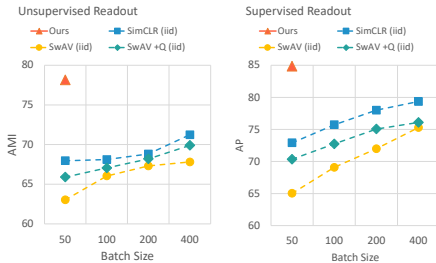 Unsupervised Readout
Ours
SimCLR (iid)
SwAV (iid)
SwAV +Q (iid)
80
75
70
65
60
AMI
50
100
200
400
Batch Size
Supervised Readout
Ours
SimCLR (iid)
SwAV (iid)
SwAV +Q (iid)
85
80
75
70
65
60
AP
50
100
200
400
Batch Size